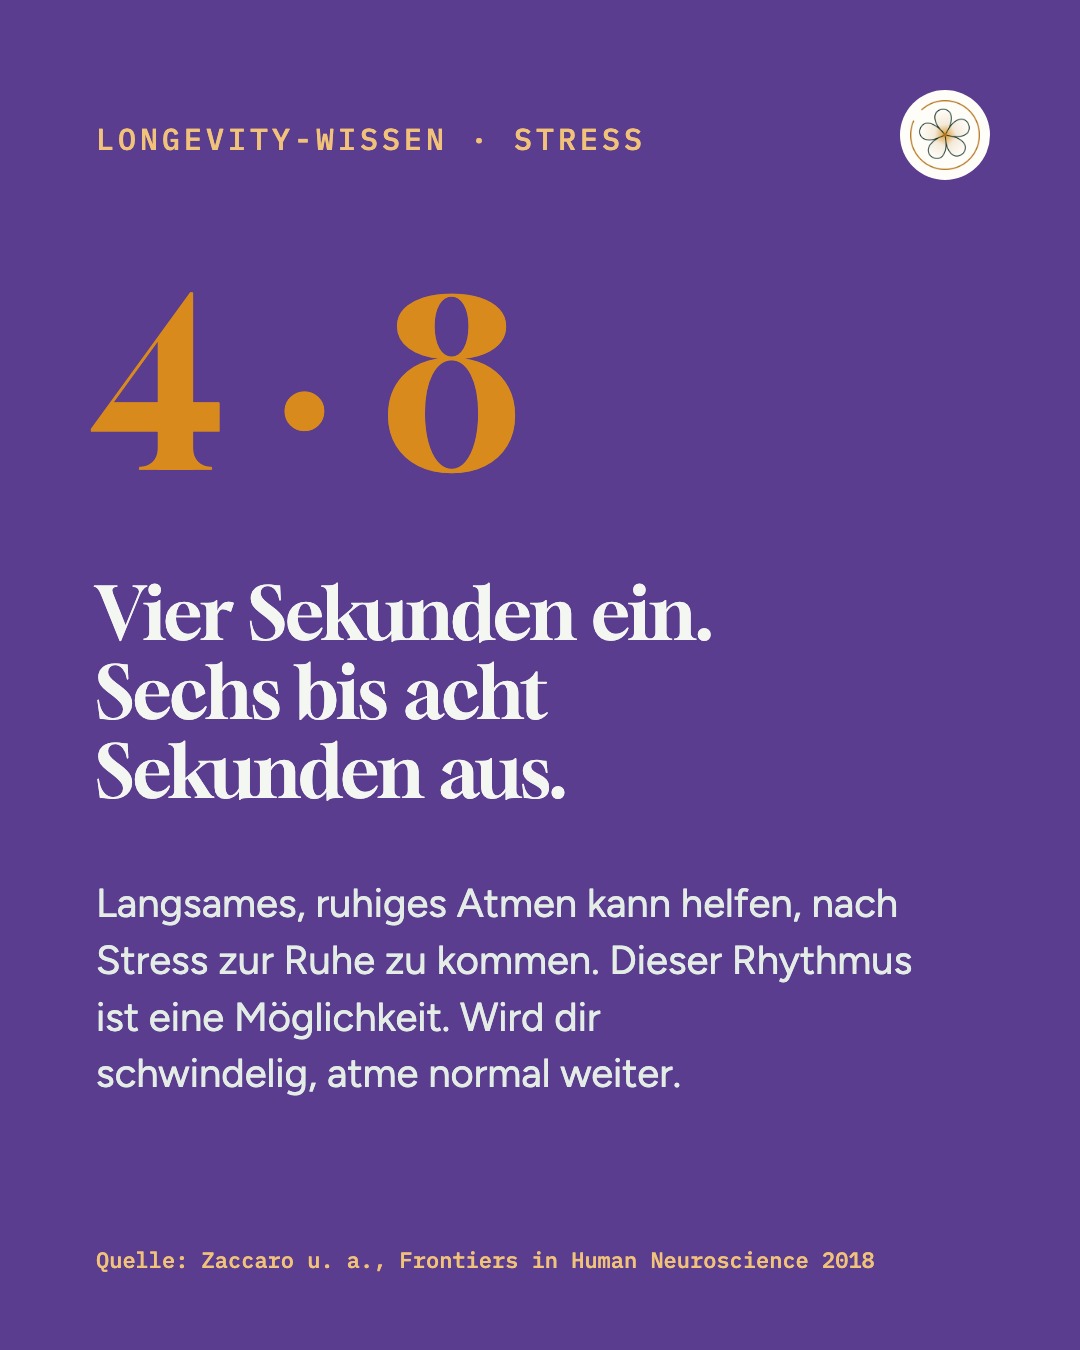 LONGEVITY-WISSEN · STRESS
4 · 8
Vier Sekunden ein.
Sechs bis acht
Sekunden aus.
Langsames, ruhiges Atmen kann helfen, nach
Stress zur Ruhe zu kommen. Dieser Rhythmus
ist eine Möglichkeit. Wird dir
schwindelig, atme normal weiter.
Quelle: Zaccaro u. a., Frontiers in Human Neuroscience 2018